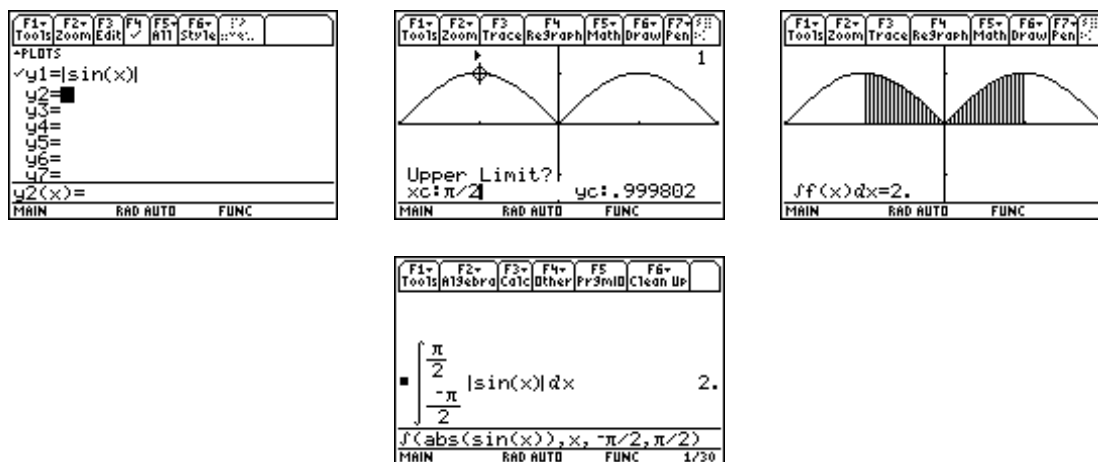 F1▾ F2▾ F3 F4 F5▾ F6▾
Tools Zoom Edit ✓ All Style
▴PLOTS
✓y1=|sin(x)|
y2=
y3=
y4=
y5=
y6=
y7=
y2(x)=
MAIN RAD AUTO FUNC
F1▾ F2▾ F3 F4 F5▾ F6▾ F7▾
Tools Zoom Trace Regraph Math Draw Pen
1
Upper Limit?
xc:π/2 yc:.999802
MAIN RAD AUTO FUNC
F1▾ F2▾ F3 F4 F5▾ F6▾ F7▾
Tools Zoom Trace Regraph Math Draw Pen
∫f(x)dx=2.
MAIN RAD AUTO FUNC
F1▾ F2▾ F3▾ F4▾ F5 F6▾
Tools Algebra Calc Other PrgmIO Clean Up
π
2
∫ |sin(x)|dx 2.
-π
2
∫(abs(sin(x)),x,-π/2,π/2)
MAIN RAD AUTO FUNC 1/30